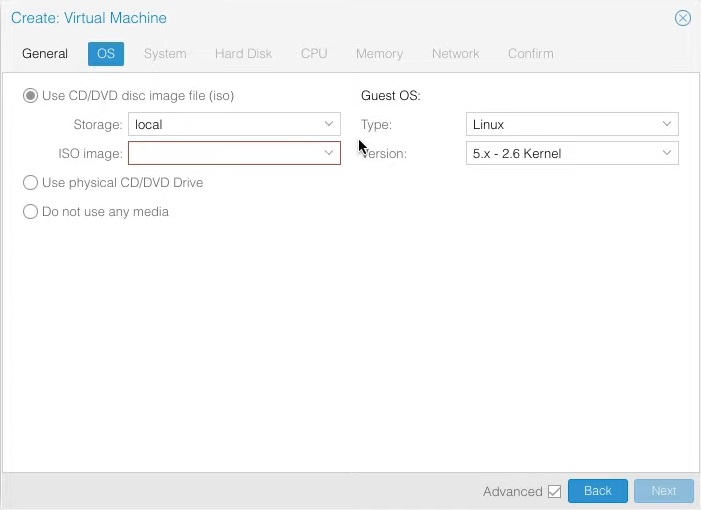 Create: Virtual Machine
General OS System Hard Disk CPU Memory Network Confirm
Use CD/DVD disc image file (iso)
Storage: local
ISO image:
Use physical CD/DVD Drive
Do not use any media
Guest OS:
Type: Linux
Version: 5.x - 2.6 Kernel
Advanced Back Next